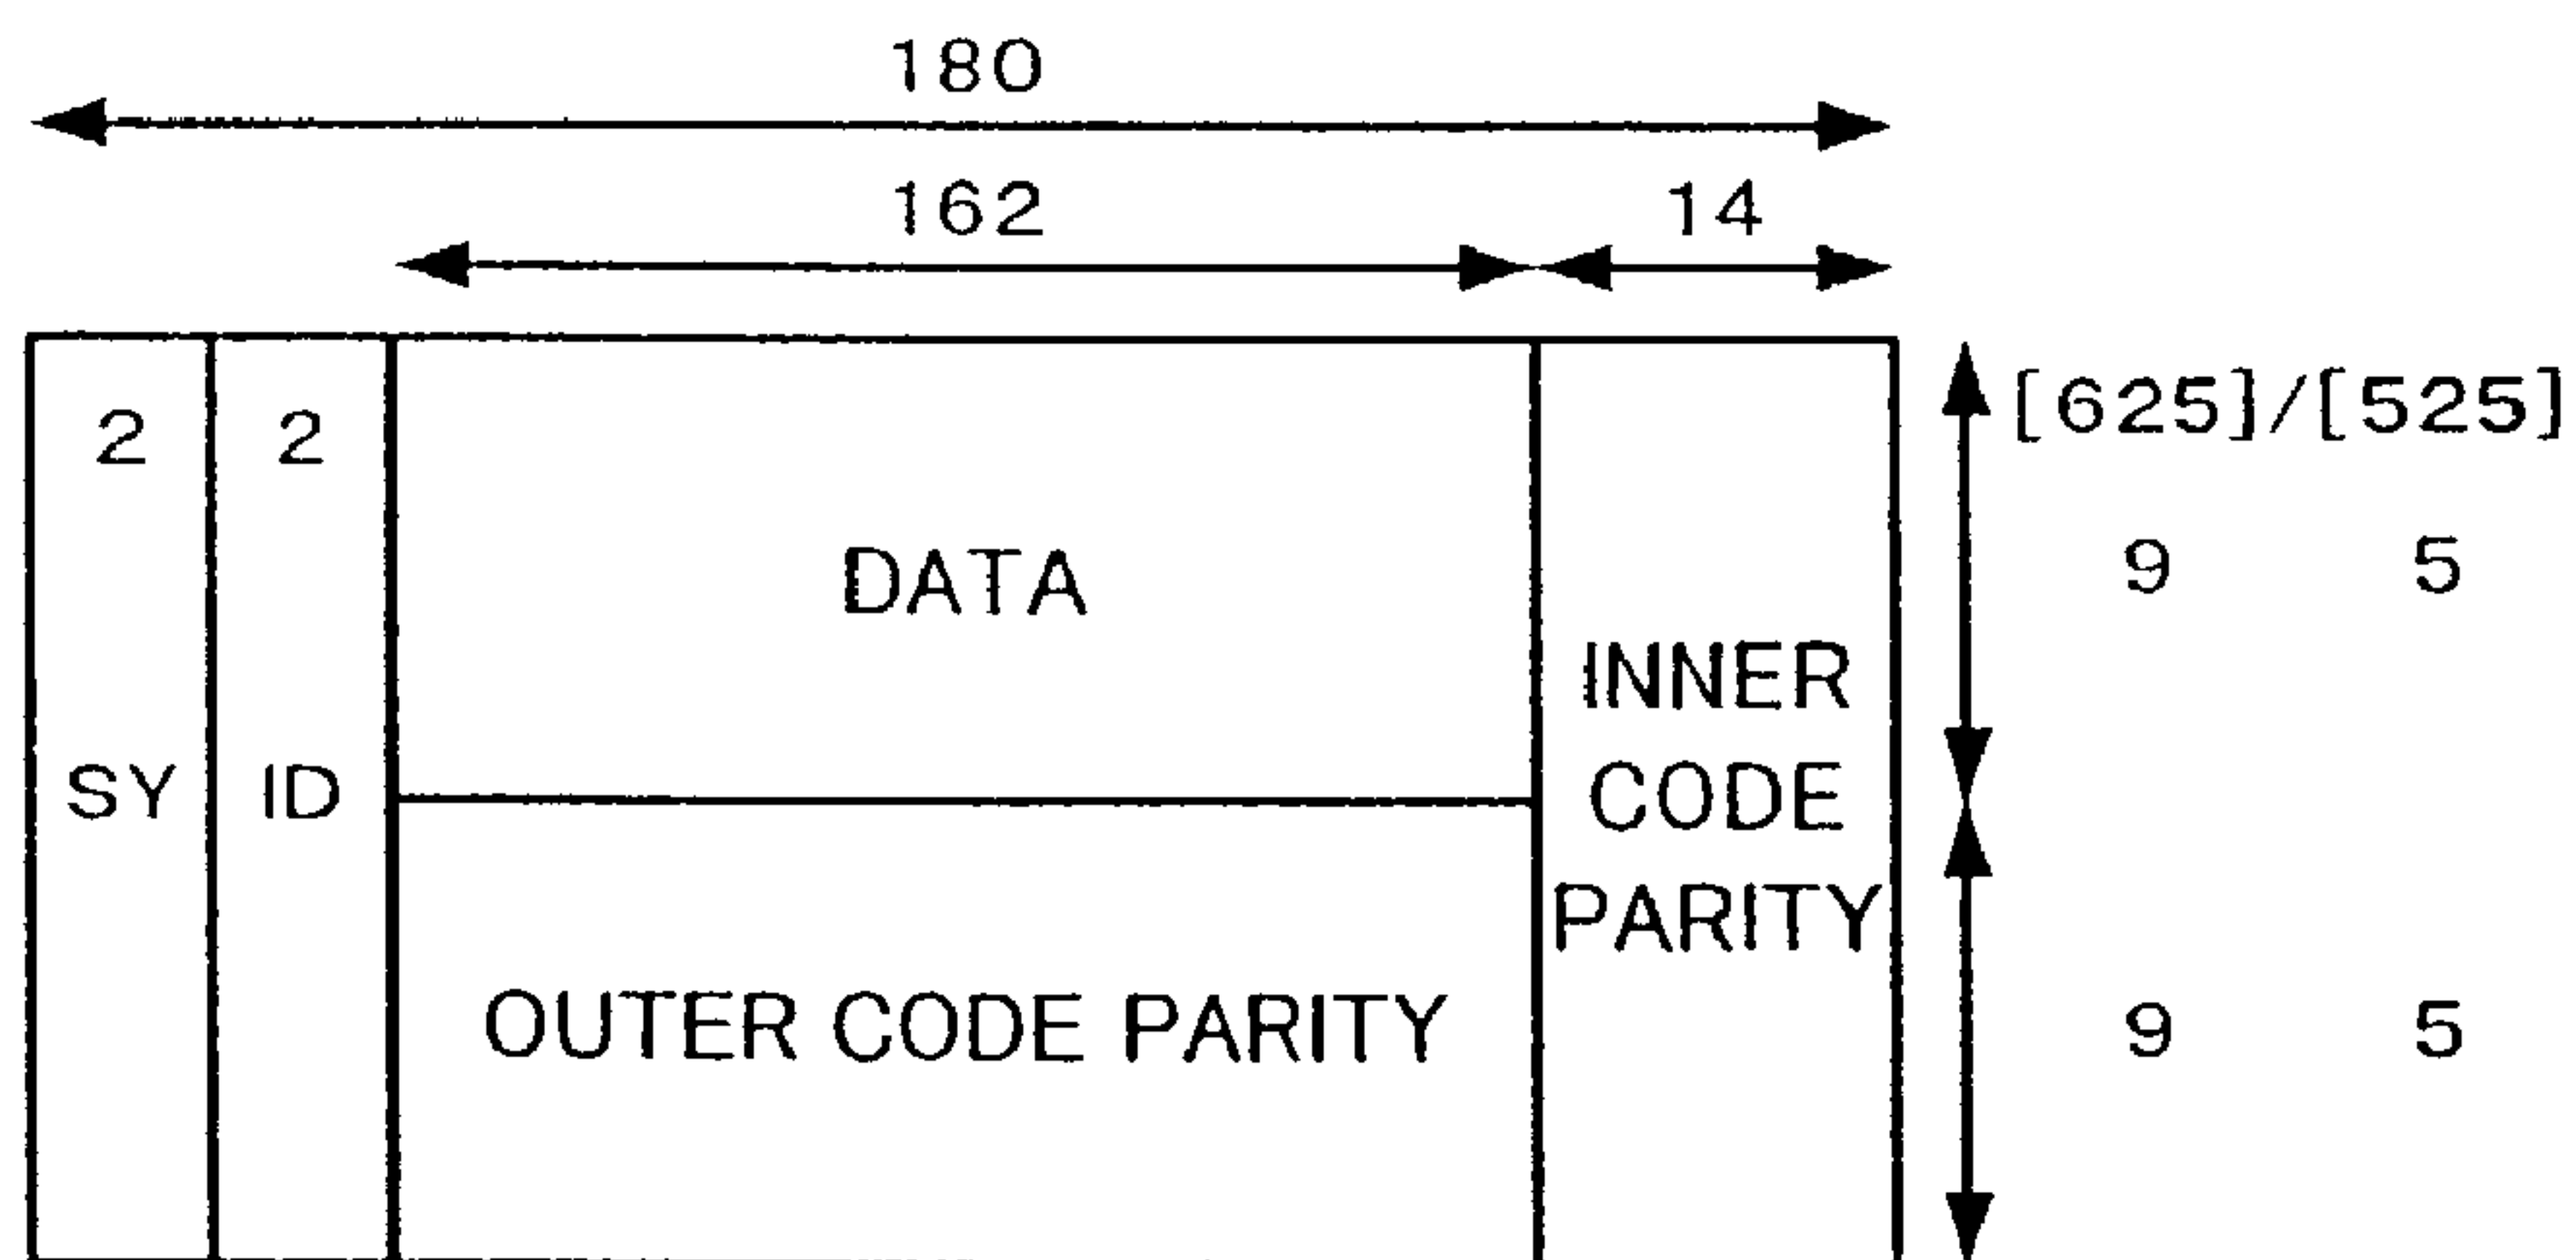 180
162 14
[625]/[525]
2 2
9 5
DATA
INNER
CODE
PARITY
SY ID
OUTER CODE PARITY
9 5